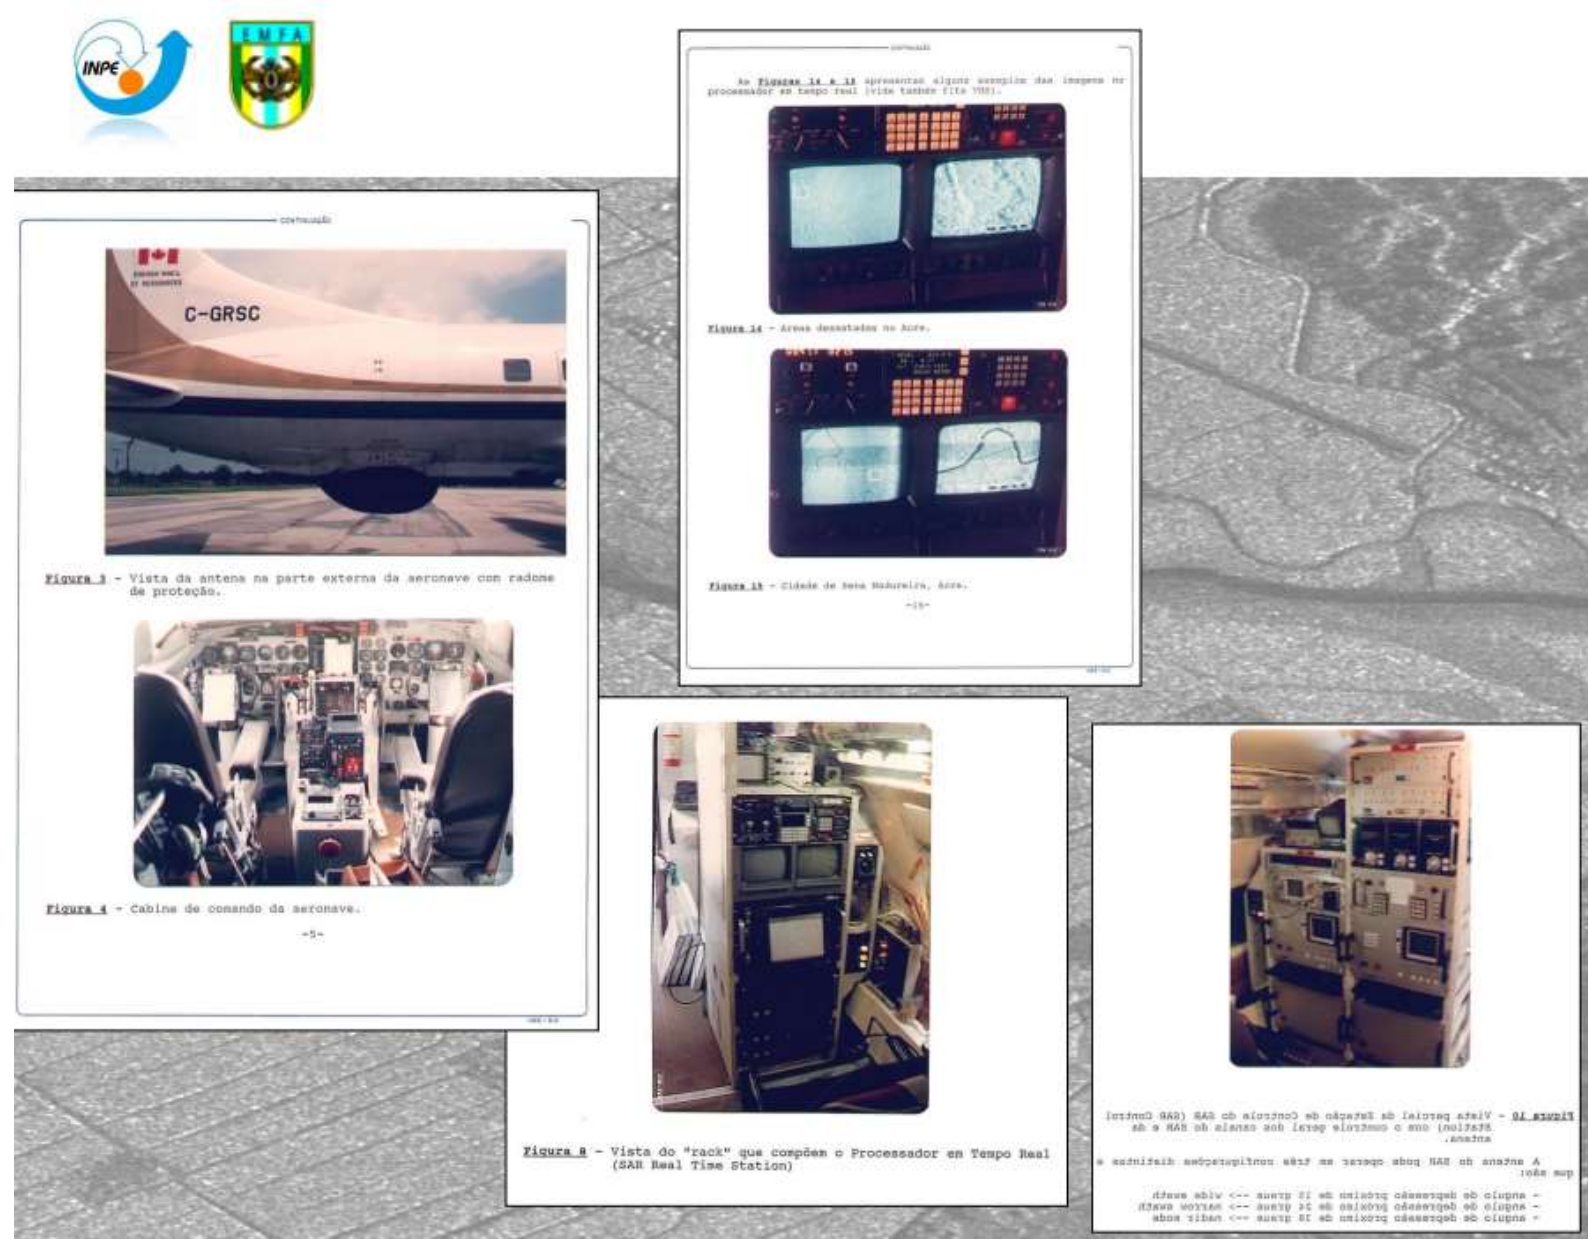 INPE
EMFA
CONTINUAÇÃO
C-GRSC
Figura 3 - Vista da antena na parte externa da aeronave com radome
de proteção.
Figura 4 - Cabine de comando da aeronave.
-5-
CONTINUAÇÃO
As Figuras 14 e 15 apresentam alguns exemplos das imagens no
processador em tempo real (vide também fita VHS).
Figura 14 - Áreas desmatadas no Acre.
Figura 15 - Cidade de Sena Madureira, Acre.
Figura 8 - Vista do "rack" que compõem o Processador em Tempo Real
(SAR Real Time Station)
Figura 10 - Vista parcial da Estação de Controle do SAR (SAR Control
Station) com o controle geral dos canais do SAR e da
antena.
A antena do SAR pode operar em três configurações distintas e
que são:
- angulo de depressão próximo de graus --> wide swath
- angulo de depressão próximo de graus --> narrow swath
- angulo de depressão próximo de graus --> nadir mode